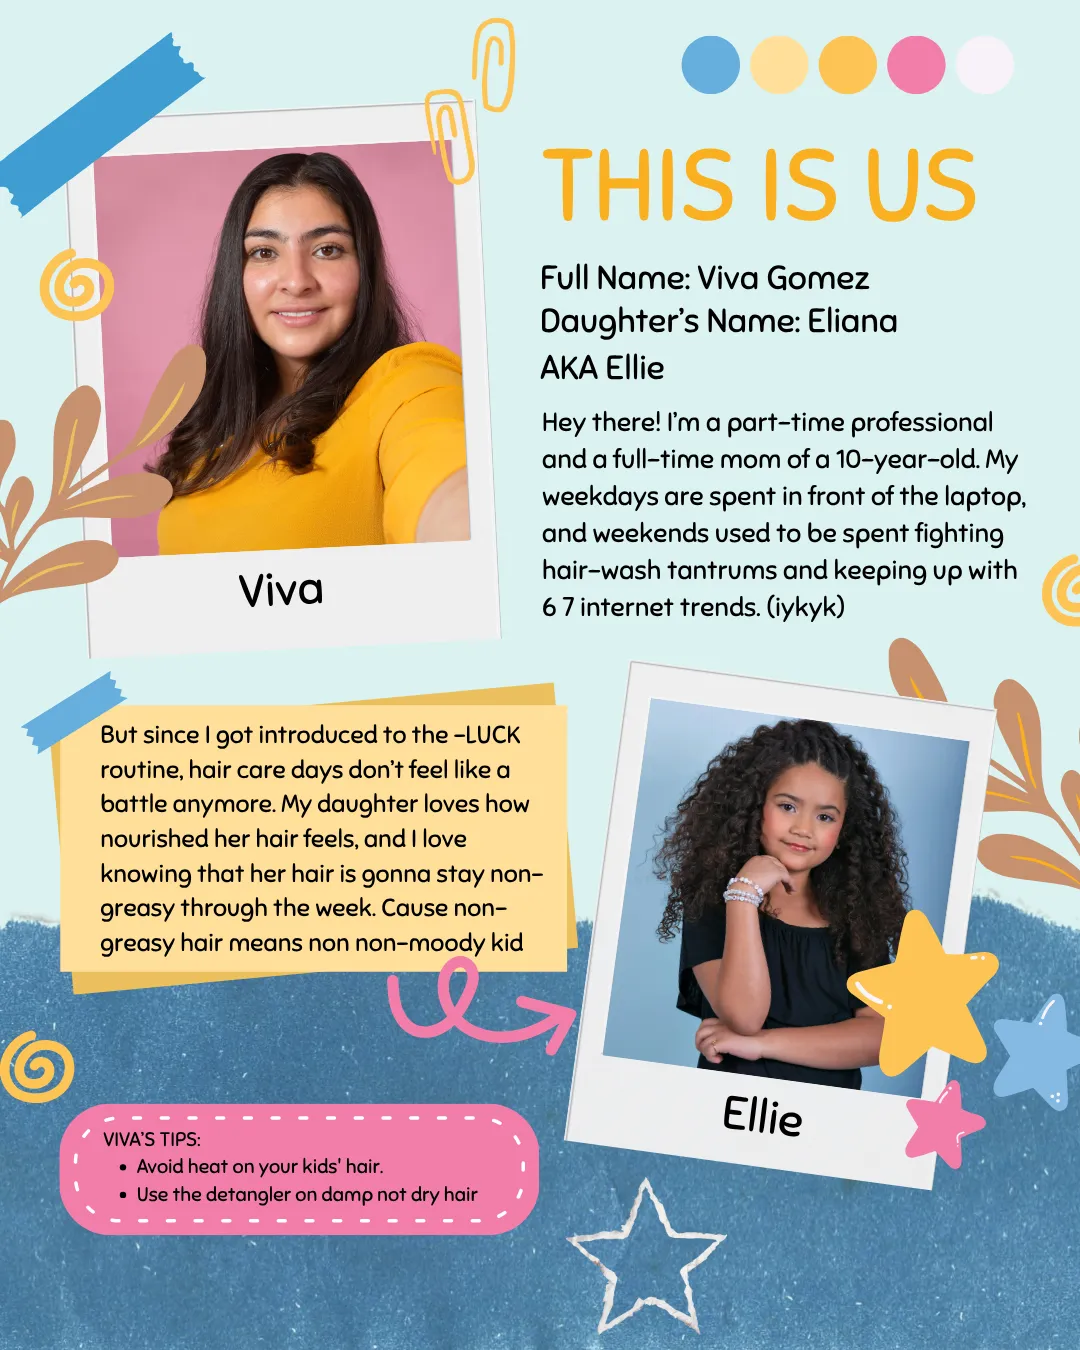 THIS IS US
Full Name: Viva Gomez
Daughter's Name: Eliana
AKA Ellie
Hey there! I'm a part-time professional
and a full-time mom of a 10-year-old. My
weekdays are spent in front of the laptop,
and weekends used to be spent fighting
hair-wash tantrums and keeping up with
6 7 internet trends. (iykyk)
Viva
But since I got introduced to the -LUCK
routine, hair care days don't feel like a
battle anymore. My daughter loves how
nourished her hair feels, and I love
knowing that her hair is gonna stay non-
greasy through the week. Cause non-
greasy hair means non non-moody kid
Ellie
VIVA'S TIPS:
• Avoid heat on your kids' hair.
• Use the detangler on damp not dry hair